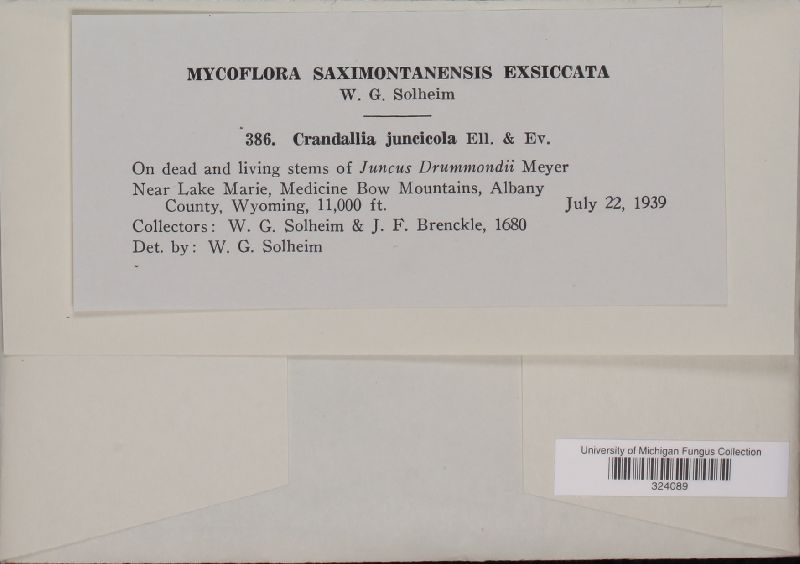 MYCOFLORA SAXIMONTANENSIS EXSICCATA
W. G. Solheim
386. Crandallia juncicola Ell. & Ev.
On dead and living stems of Juncus Drummondii Meyer
Near Lake Marie, Medicine Bow Mountains, Albany
County, Wyoming, 11,000 ft. July 22, 1939
Collectors: W. G. Solheim & J. F. Brenckle, 1680
Det. by: W. G. Solheim
University of Michigan Fungus Collection
324089